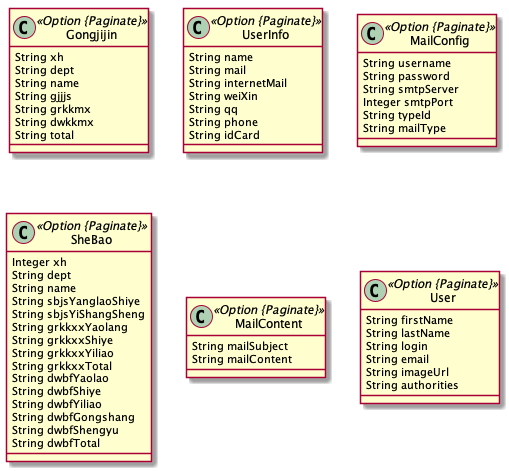 C «Option {Paginate}»
Gongjijin
String xh
String dept
String name
String gjjjs
String grkkmx
String dwkkmx
String total
C «Option {Paginate}»
UserInfo
String name
String mail
String internetMail
String weiXin
String qq
String phone
String idCard
C «Option {Paginate}»
MailConfig
String username
String password
String smtpServer
Integer smtpPort
String typeId
String mailType
C «Option {Paginate}»
SheBao
Integer xh
String dept
String name
String sbjsYanglaoShiye
String sbjsYiShangSheng
String grkkxxYaolang
String grkkxxShiye
String grkkxxYiliao
String grkkxxTotal
String dwbfYaolao
String dwbfShiye
String dwbfYiliao
String dwbfGongshang
String dwbfShengyu
String dwbfTotal
C «Option {Paginate}»
MailContent
String mailSubject
String mailContent
C «Option {Paginate}»
User
String firstName
String lastName
String login
String email
String imageUrl
String authorities